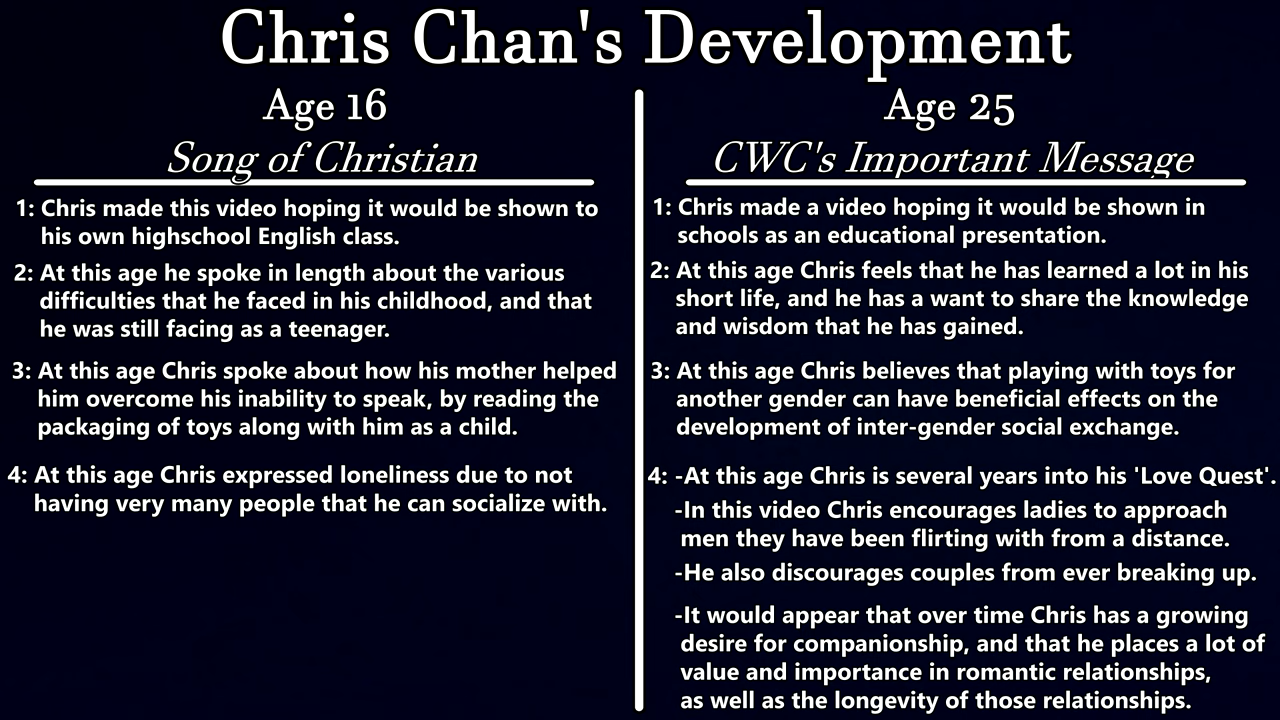 Chris Chan's Development
Age 16
Song of Christian
1: Chris made this video hoping it would be shown to
his own highschool English class.
2: At this age he spoke in length about the various
difficulties that he faced in his childhood, and that
he was still facing as a teenager.
3: At this age Chris spoke about how his mother helped
him overcome his inability to speak, by reading the
packaging of toys along with him as a child.
4: At this age Chris expressed loneliness due to not
having very many people that he can socialize with.
Age 25
CWC's Important Message
1: Chris made a video hoping it would be shown in
schools as an educational presentation.
2: At this age Chris feels that he has learned a lot in his
short life, and he has a want to share the knowledge
and wisdom that he has gained.
3: At this age Chris believes that playing with toys for
another gender can have beneficial effects on the
development of inter-gender social exchange.
4: -At this age Chris is several years into his 'Love Quest'.
-In this video Chris encourages ladies to approach
men they have been flirting with from a distance.
-He also discourages couples from ever breaking up.
-It would appear that over time Chris has a growing
desire for companionship, and that he places a lot of
value and importance in romantic relationships,
as well as the longevity of those relationships.